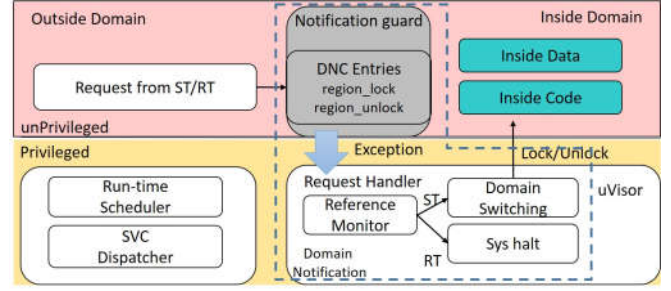 Outside Domain
Notification guard
Inside Domain
Request from ST/RT
DNC Entries
region_lock
region_unlock
Inside Data
Inside Code
unPrivileged
Privileged
Exception
Lock/Unlock
Run-time
Scheduler
SVC
Dispatcher
Request Handler
uVisor
Reference
Monitor
ST
Domain
Switching
RT
Sys halt
Domain
Notification